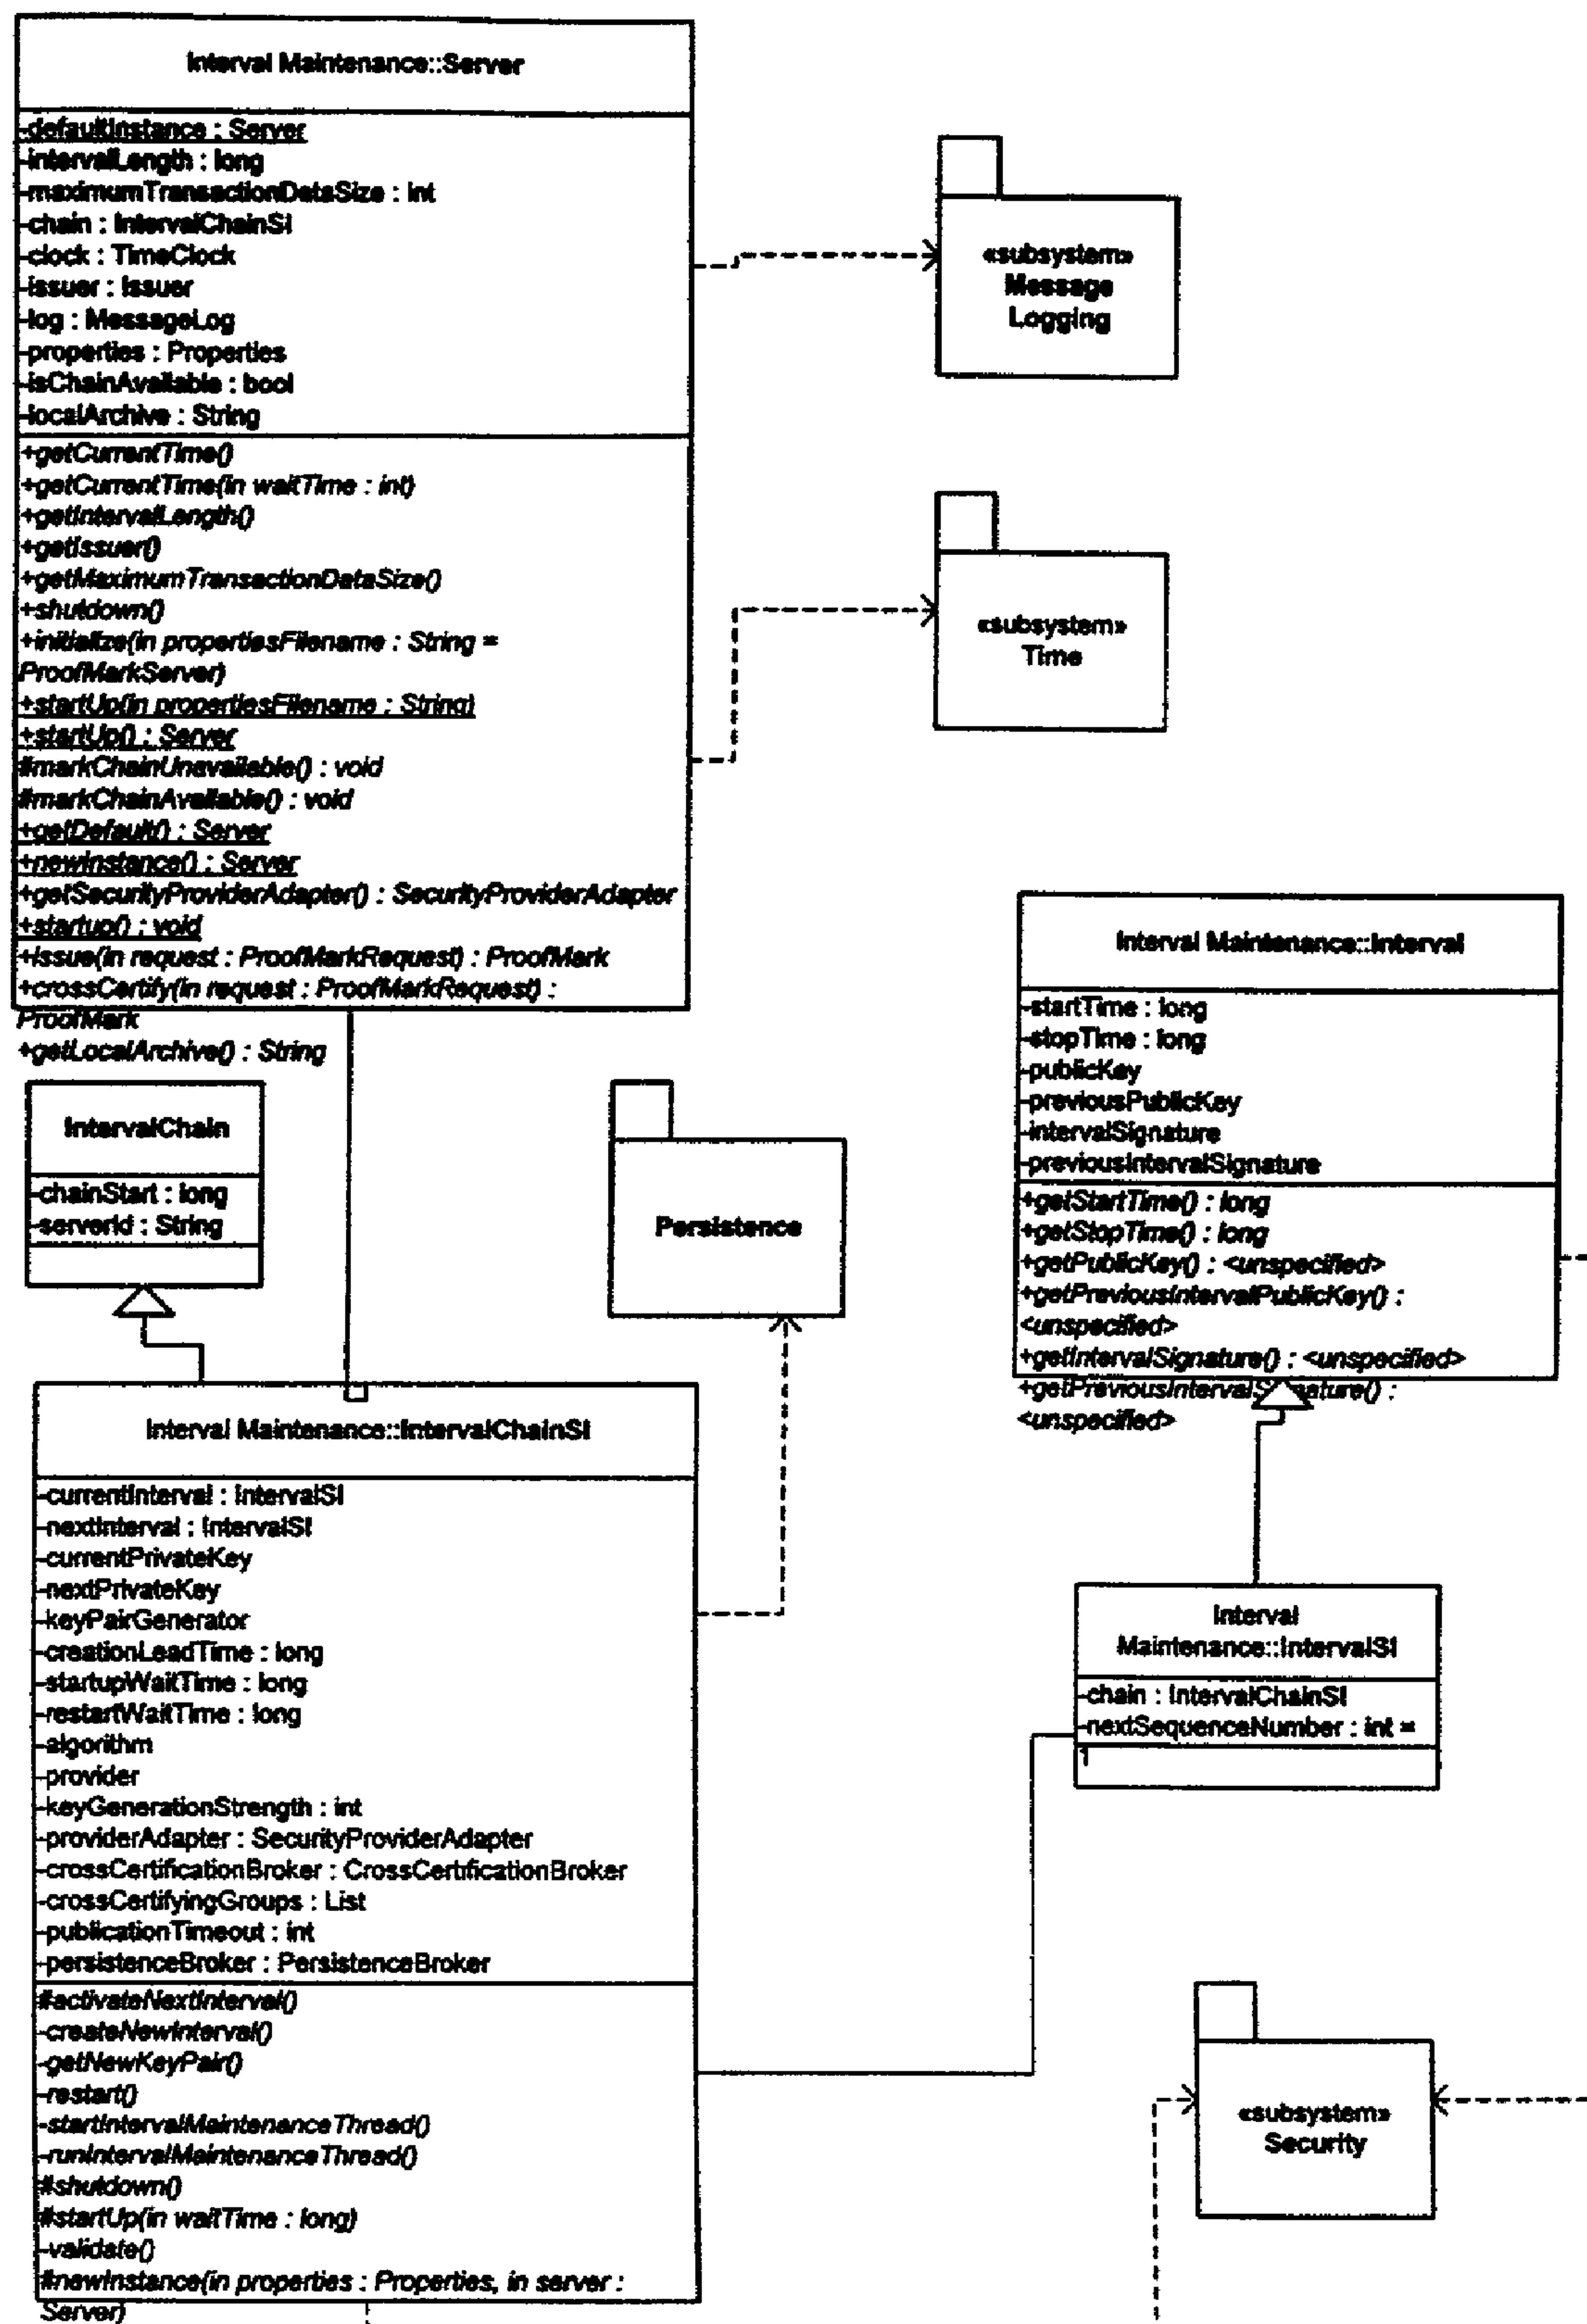 Interval Maintenance::Server
-defaultInstance : Server
-intervalLength : long
-maximumTransactionDataSize : int
-chain : IntervalChainSI
-clock : TimeClock
-issuer : Issuer
-log : MessageLog
-properties : Properties
-isChainAvailable : bool
-localArchive : String
+getCurrentTime()
+getCurrentTime(in waitTime : int)
+getIntervalLength()
+getIssuer()
+getMaximumTransactionDataSize()
+shutdown()
+initialize(in propertiesFilename : String =
ProofMarkServer)
+startUp(in propertiesFilename : String)
+startUp() : Server
#markChainUnavailable() : void
#markChainAvailable() : void
+getDefault() : Server
+newInstance() : Server
+getSecurityProviderAdapter() : SecurityProviderAdapter
+startup() : void
+issue(in request : ProofMarkRequest) : ProofMark
+crossCertify(in request : ProofMarkRequest) :
ProofMark
+getLocalArchive() : String
«subsystem»
Message
Logging
«subsystem»
Time
Interval Maintenance::Interval
-startTime : long
-stopTime : long
-publicKey
-previousPublicKey
-intervalSignature
-previousIntervalSignature
+getStartTime() : long
+getStopTime() : long
+getPublicKey() : <unspecified>
+getPreviousIntervalPublicKey() :
<unspecified>
+getIntervalSignature() : <unspecified>
+getPreviousIntervalSignature() :
<unspecified>
IntervalChain
-chainStart : long
-serverId : String
Persistence
Interval Maintenance::IntervalChainSI
-currentInterval : IntervalSI
-nextInterval : IntervalSI
-currentPrivateKey
-nextPrivateKey
-keyPairGenerator
-creationLeadTime : long
-startupWaitTime : long
-restartWaitTime : long
-algorithm
-provider
-keyGenerationStrength : int
-providerAdapter : SecurityProviderAdapter
-crossCertificationBroker : CrossCertificationBroker
-crossCertifyingGroups : List
-publicationTimeout : int
-persistenceBroker : PersistenceBroker
#activateNextInterval()
-createNewInterval()
-getNewKeyPair()
-restart()
-startIntervalMaintenanceThread()
-runIntervalMaintenanceThread()
#shutdown()
#startUp(in waitTime : long)
-validate()
#newInstance(in properties : Properties, in server :
Server)
Interval
Maintenance::IntervalSI
-chain : IntervalChainSI
-nextSequenceNumber : int =
1
«subsystem»
Security